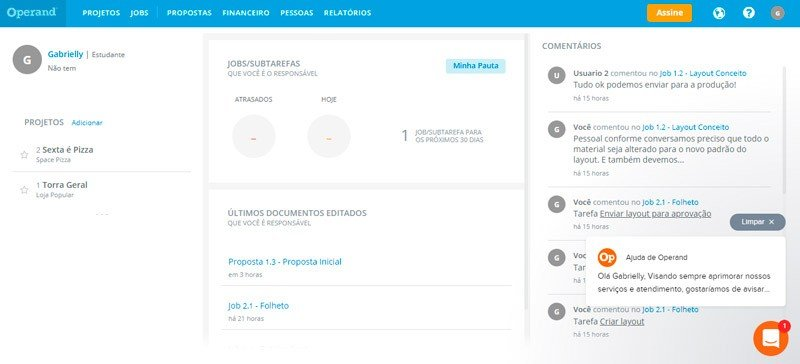 Operand
PROJETOS
JOBS
PROPOSTAS
FINANCEIRO
PESSOAS
RELATÓRIOS
Assine
?
G
G
Gabrielly | Estudante
Não tem
PROJETOS Adicionar
2 Sexta é Pizza
Space Pizza
1 Torra Geral
Loja Popular
JOBS/SUBTAREFAS
QUE VOCÊ É O RESPONSÁVEL
Minha Pauta
ATRASADOS
–
HOJE
–
1 JOB/SUBTAREFA PARA
OS PRÓXIMOS 30 DIAS
ÚLTIMOS DOCUMENTOS EDITADOS
QUE VOCÊ É RESPONSÁVEL
Proposta 1.3 - Proposta Inicial
em 3 horas
Job 2.1 - Folheto
há 21 horas
COMENTÁRIOS
U
Usuario 2 comentou no Job 1.2 - Layout Conceito
Tudo ok podemos enviar para a produção!
há 15 horas
G
Você comentou no Job 1.2 - Layout Conceito
Pessoal conforme conversamos preciso que todo o
material seja alterado para o novo padrão do
layout. E também devemos...
há 15 horas
G
Você comentou no Job 2.1 - Folheto
Tarefa Enviar layout para aprovação
há 15 horas
Limpar ×
G
Op
Ajuda de Operand
Olá Gabrielly, Visando sempre aprimorar nossos
serviços e atendimento, gostaríamos de avisar...
G
Você comentou no Job 2.1 - Folheto
Tarefa Criar layout
1